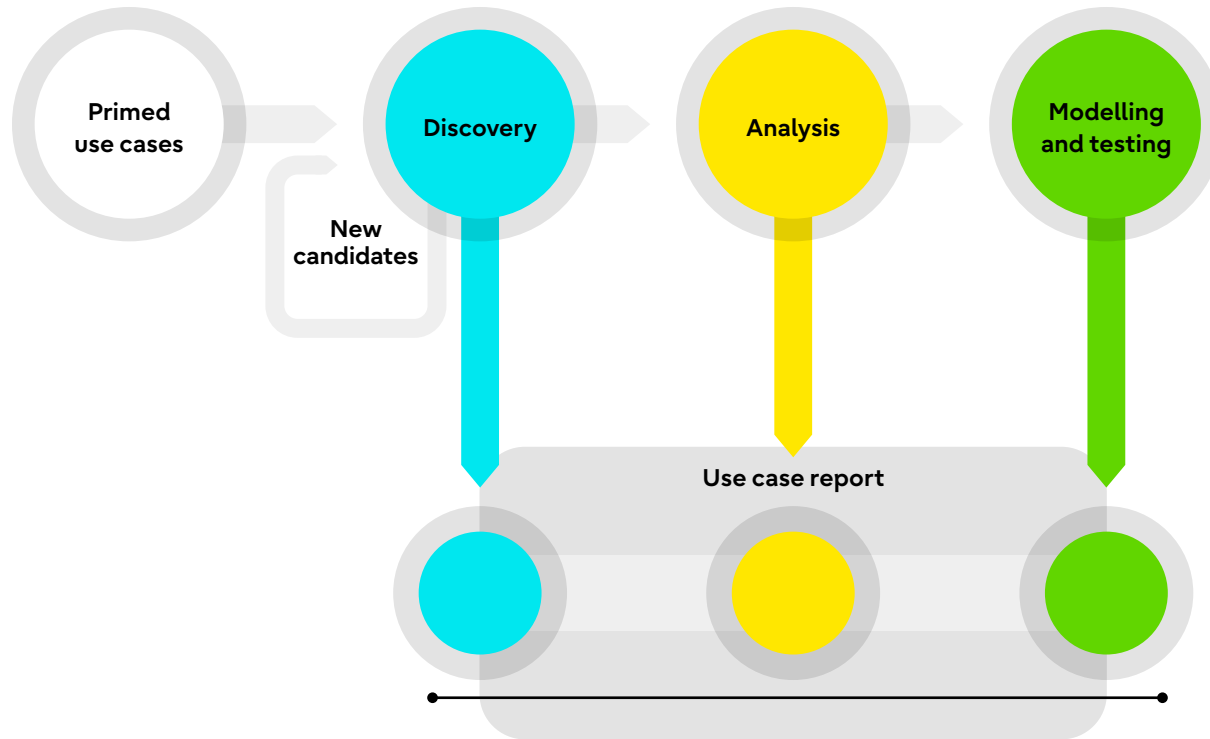 Primed
use cases
Discovery
Analysis
Modelling
and testing
New
candidates
Use case report